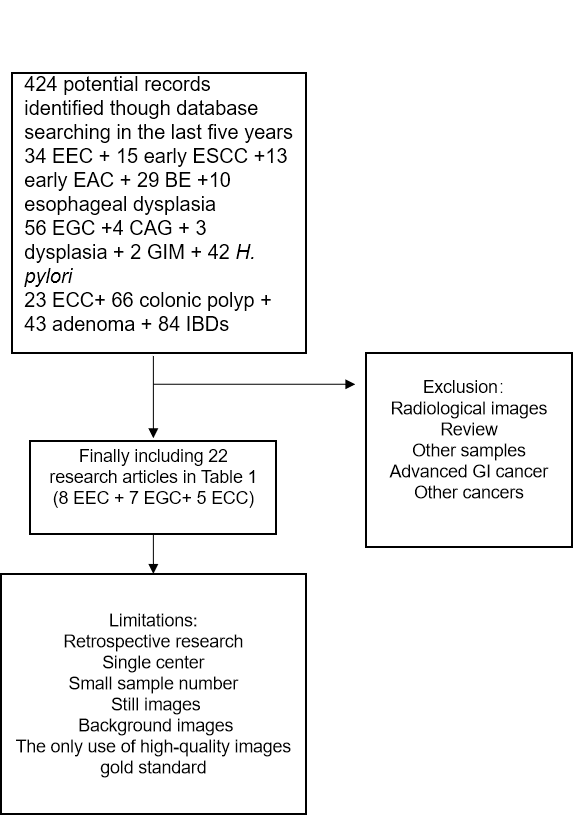 424 potential records
identified though database
searching in the last five years
34 EEC + 15 early ESCC +13
early EAC + 29 BE +10
esophageal dysplasia
56 EGC +4 CAG + 3
dysplasia + 2 GIM + 42 H.
pylori
23 ECC+ 66 colonic polyp +
43 adenoma + 84 IBDs
Exclusion:
Radiological images
Review
Other samples
Advanced GI cancer
Other cancers
Finally including 22
research articles in Table 1
(8 EEC + 7 EGC+ 5 ECC)
Limitations:
Retrospective research
Single center
Small sample number
Still images
Background images
The only use of high-quality images
gold standard